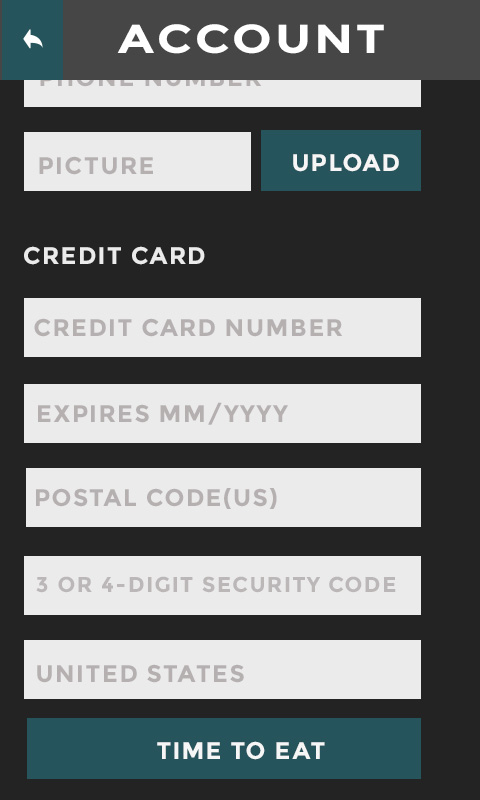 ACCOUNT
PHONE NUMBER
PICTURE
UPLOAD
CREDIT CARD
CREDIT CARD NUMBER
EXPIRES MM/YYYY
POSTAL CODE(US)
3 OR 4-DIGIT SECURITY CODE
UNITED STATES
TIME TO EAT